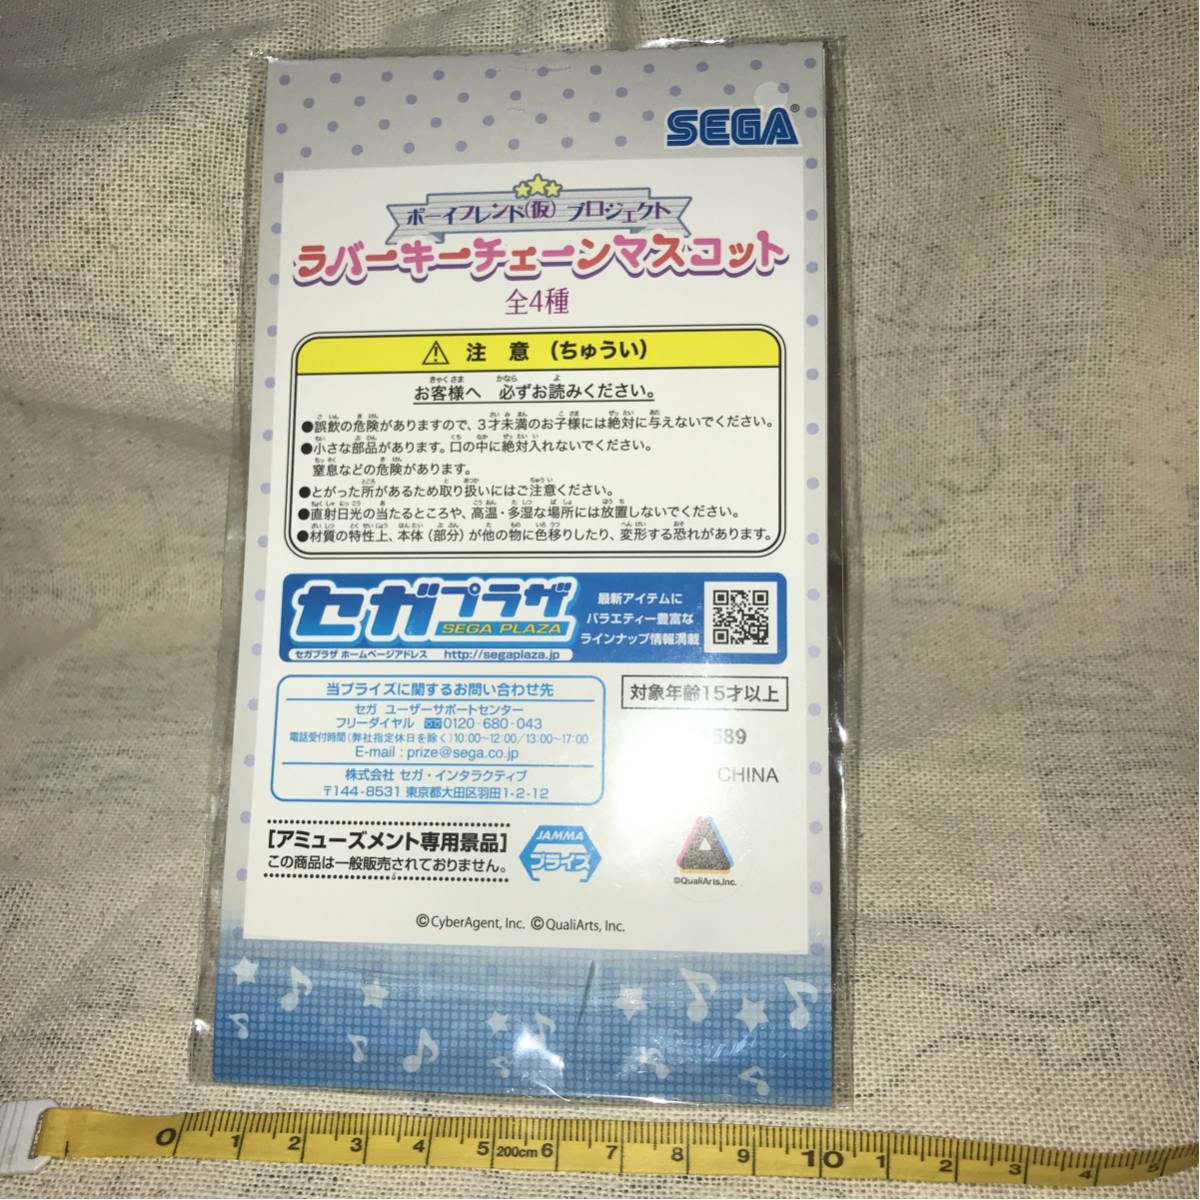 SEGA®
ボーイフレンド(仮) プロジェクト
ラバーキーチェーンマスコット
全4種
注意(ちゅうい)
お客様へ 必ずお読みください。
●誤飲の危険がありますので、3才未満のお子様には絶対に与えないでください。
●小さな部品があります。口の中に絶対入れないでください。
窒息などの危険があります。
●とがった所があるため取り扱いにはご注意ください。
●直射日光の当たるところや、高温・多湿な場所には放置しないでください。
●材質の特性上、本体(部分)が他の物に色移りしたり、変形する恐れがあります。
セガプラザ
SEGA PLAZA
セガプラザ ホームページアドレス http://segaplaza.jp
最新アイテムに
バラエティー豊富な
ラインナップ情報満載
当プライズに関するお問い合わせ先
セガ ユーザーサポートセンター
フリーダイヤル 0120-680-043
電話受付時間(弊社指定休日を除く)10:00~12:00/13:00~17:00
E-mail : prize@sega.co.jp
株式会社 セガ・インタラクティブ
〒144-8531 東京都大田区羽田1-2-12
対象年齢15才以上
589
CHINA
[アミューズメント専用景品]
この商品は一般販売されておりません。
JAMMA
プライズ
©QualiArts,Inc.
©CyberAgent, Inc. ©QualiArts, Inc.
0 1 2 3 4 5 200cm 6 7 8 9 10 1 2 3 4 5